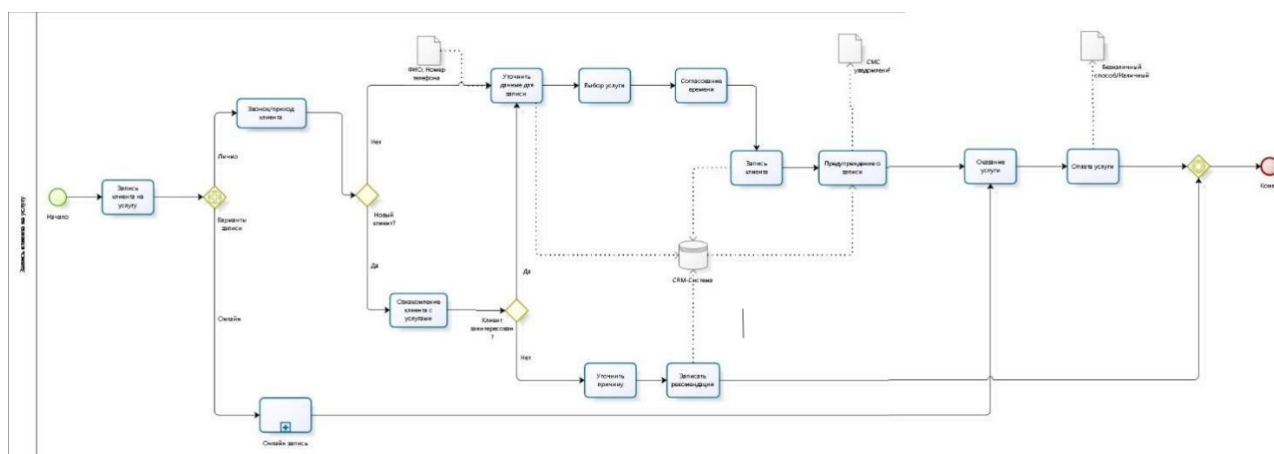 Запись клиента на услугу
Начало
Запись
клиента на
услугу
Варианты
записи
Лично
Онлайн
Звонок/приход
клиента
Новый
клиент?
Нет
Да
ФИО, Номер
телефона
Уточнить
данные для
записи
Выбор услуги
Согласование
времени
Ознакомление
клиента с
услугами
Клиент
заинтересован
?
Да
Нет
Уточнить
причину
Записать
рекомендации
CRM-Система
Запись
клиента
Предупреждение о
записи
СМС
Оказание
услуги
Оплата услуги
Безналичный
способ/Наличный
Онлайн запись